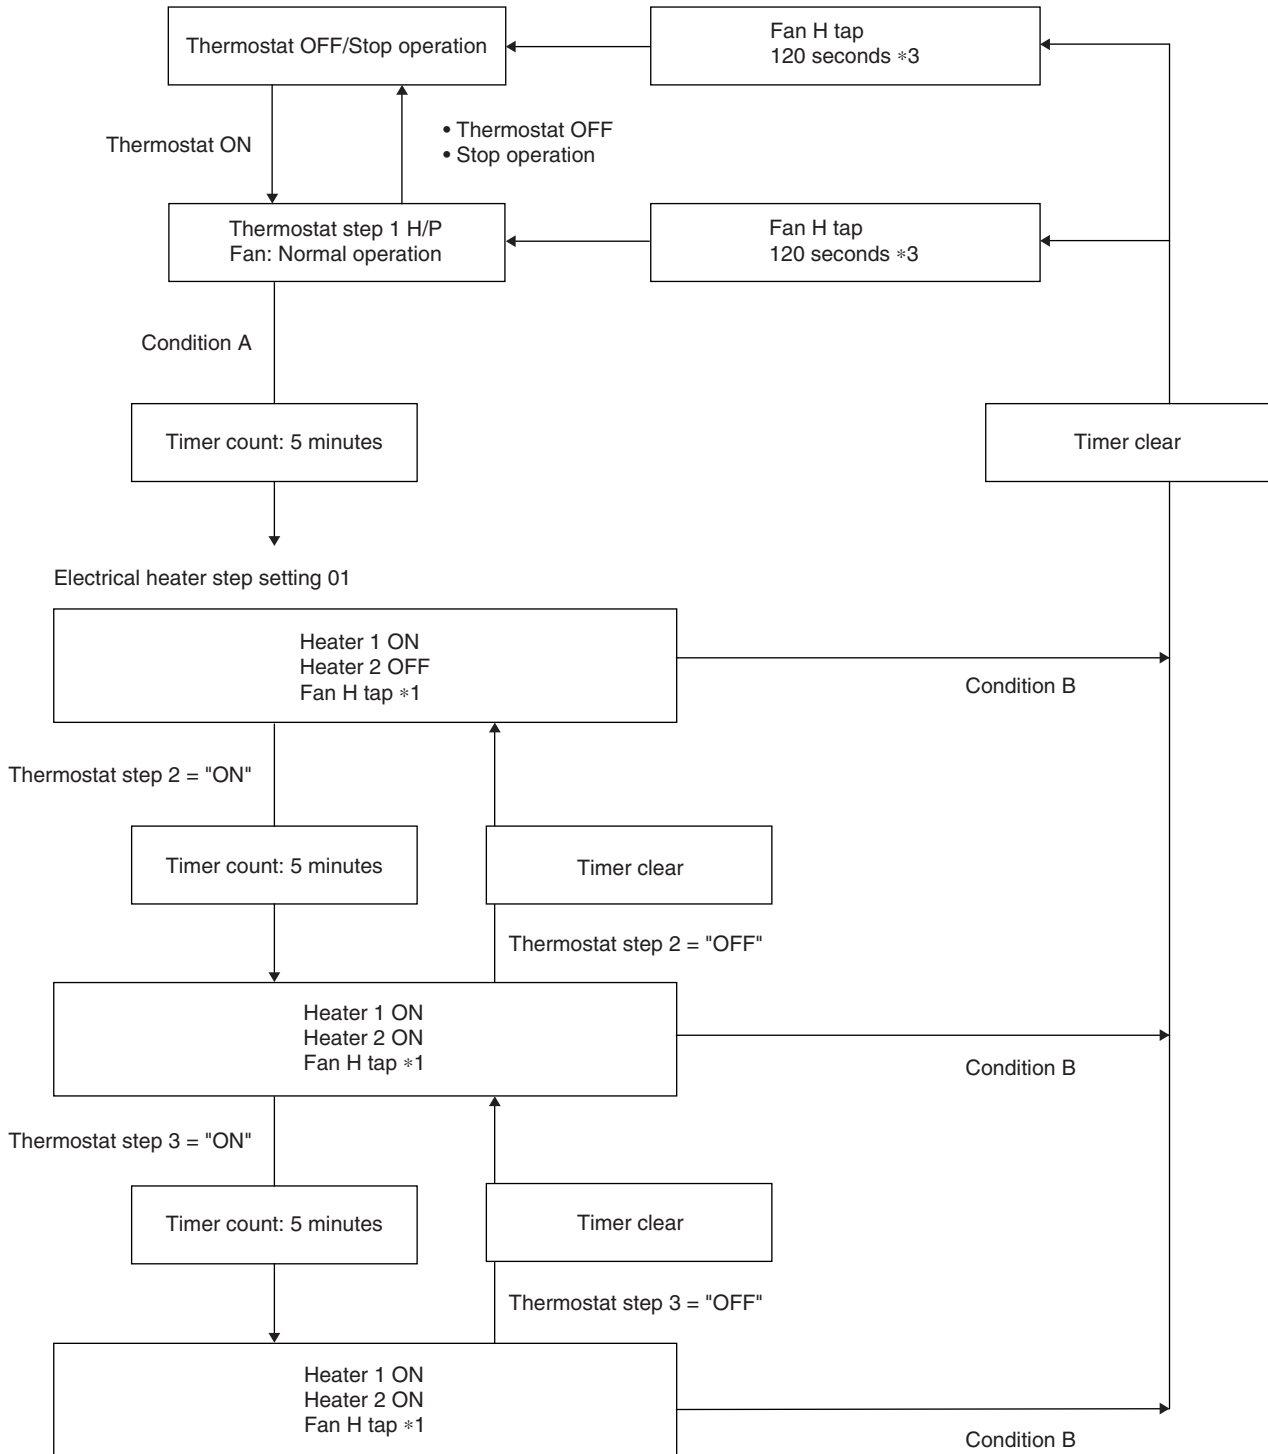 Thermostat OFF/Stop operation
Fan H tap
120 seconds *3
Thermostat ON
• Thermostat OFF
• Stop operation
Thermostat step 1 H/P
Fan: Normal operation
Fan H tap
120 seconds *3
Condition A
Timer count: 5 minutes
Timer clear
Electrical heater step setting 01
Heater 1 ON
Heater 2 OFF
Fan H tap *1
Condition B
Thermostat step 2 = "ON"
Timer count: 5 minutes
Timer clear
Thermostat step 2 = "OFF"
Heater 1 ON
Heater 2 ON
Fan H tap *1
Condition B
Thermostat step 3 = "ON"
Timer count: 5 minutes
Timer clear
Thermostat step 3 = "OFF"
Heater 1 ON
Heater 2 ON
Fan H tap *1
Condition B